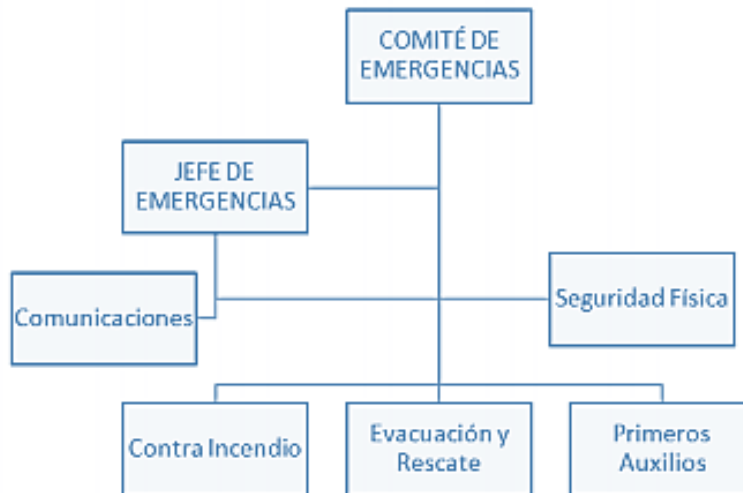 COMITÉ DE
EMERGENCIAS
JEFE DE
EMERGENCIAS
Comunicaciones
Seguridad Física
Contra Incendio
Evacuación y
Rescate
Primeros
Auxilios